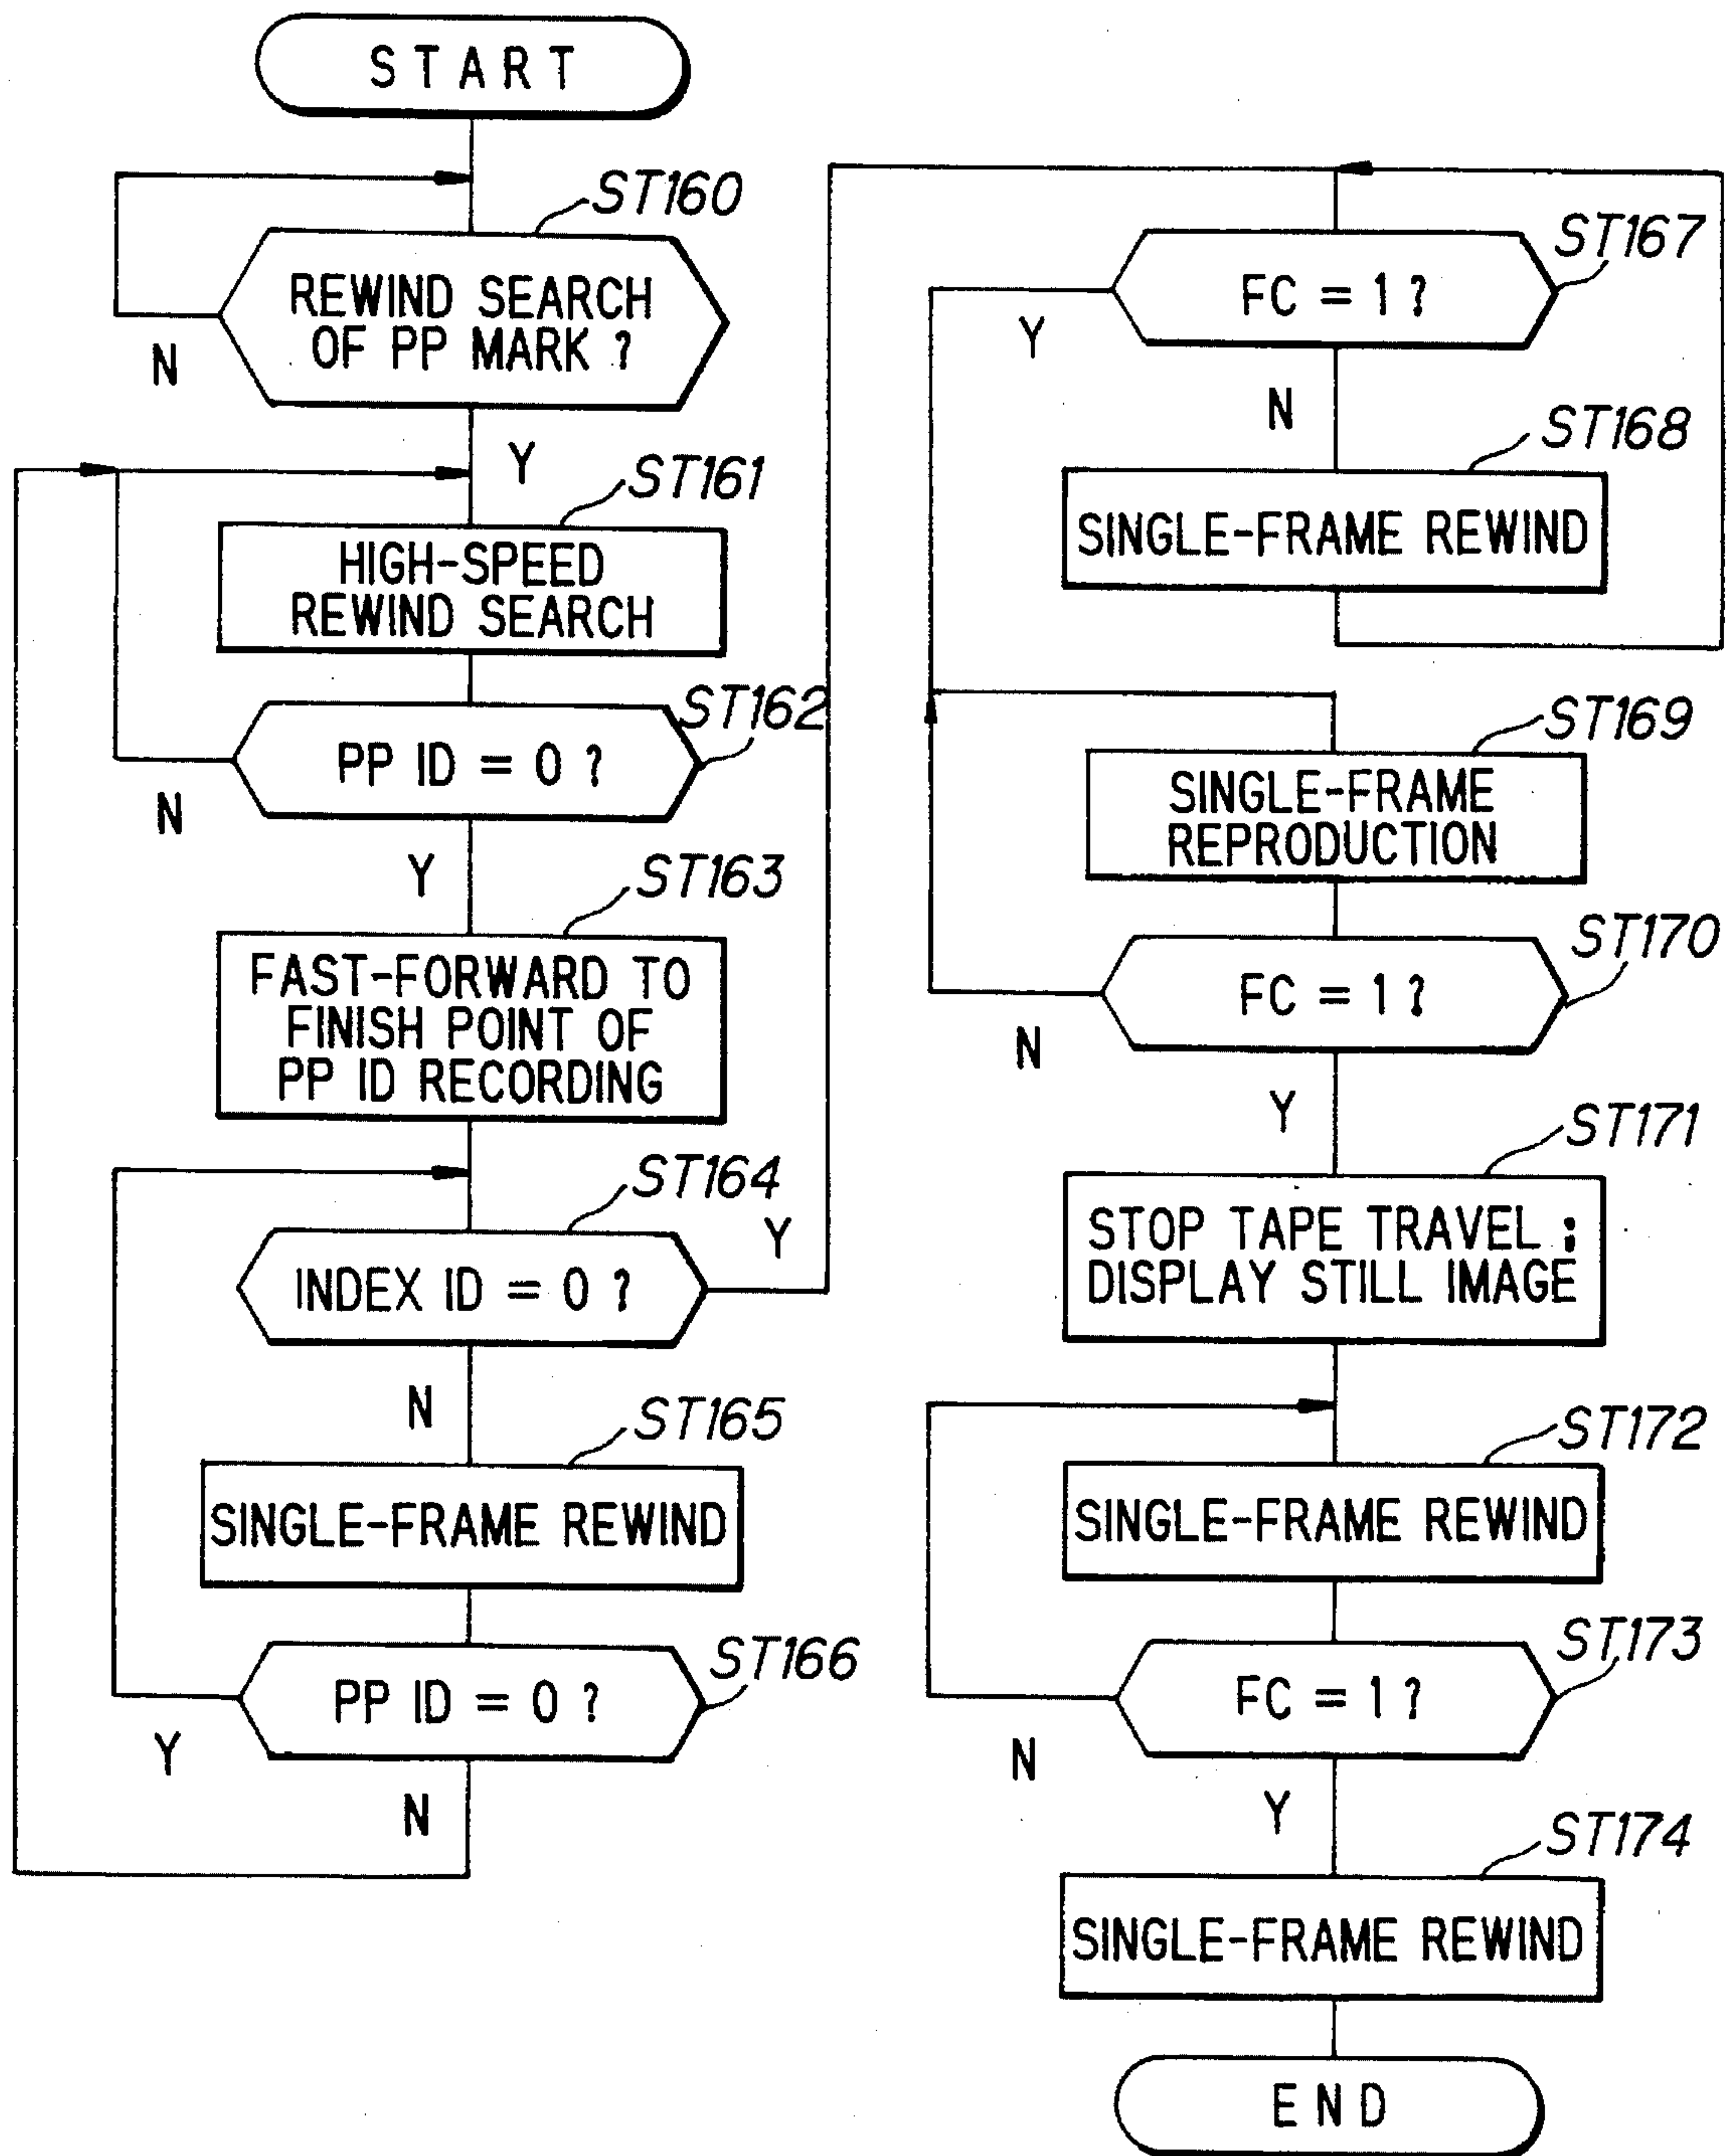 START
ST160
REWIND SEARCH
OF PP MARK ?
N
Y
ST161
HIGH-SPEED
REWIND SEARCH
ST162
PP ID = 0 ?
N
Y
ST163
FAST-FORWARD TO
FINISH POINT OF
PP ID RECORDING
ST164
INDEX ID = 0 ?
Y
N
ST165
SINGLE-FRAME REWIND
ST166
PP ID = 0 ?
Y
N
ST167
FC = 1 ?
Y
N
ST168
SINGLE-FRAME REWIND
ST169
SINGLE-FRAME
REPRODUCTION
ST170
FC = 1 ?
N
Y
ST171
STOP TAPE TRAVEL :
DISPLAY STILL IMAGE
ST172
SINGLE-FRAME REWIND
ST173
FC = 1 ?
N
Y
ST174
SINGLE-FRAME REWIND
END